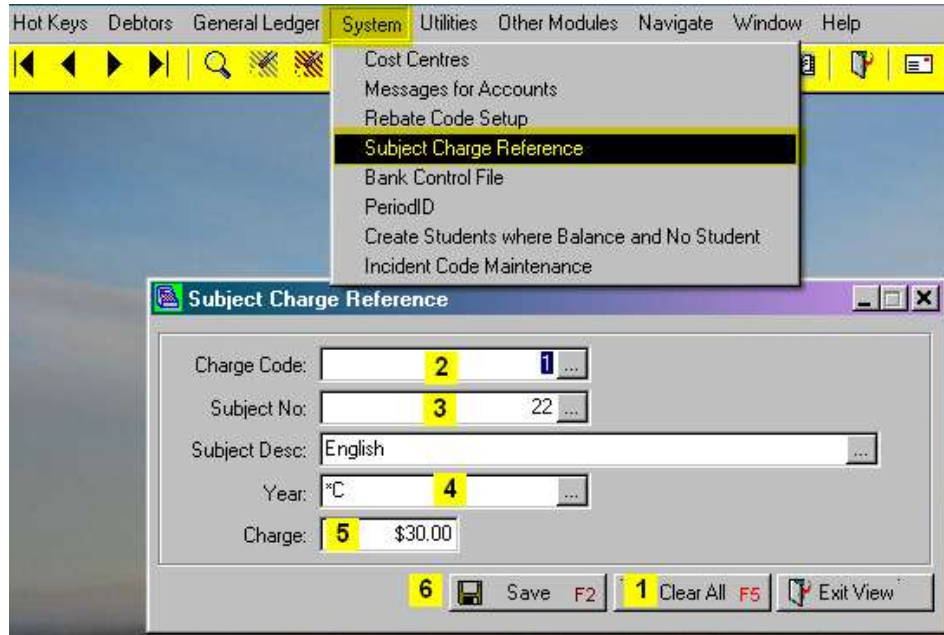 Hot Keys Debtors General Ledger System Utilities Other Modules Navigate Window Help
Cost Centres
Messages for Accounts
Rebate Code Setup
Subject Charge Reference
Bank Control File
PeriodID
Create Students where Balance and No Student
Incident Code Maintenance
Subject Charge Reference
Charge Code: 2 1 ...
Subject No: 3 22 ...
Subject Desc: English ...
Year: *C 4 ...
Charge: 5 $30.00
6 Save F2 1 Clear All F5 Exit View